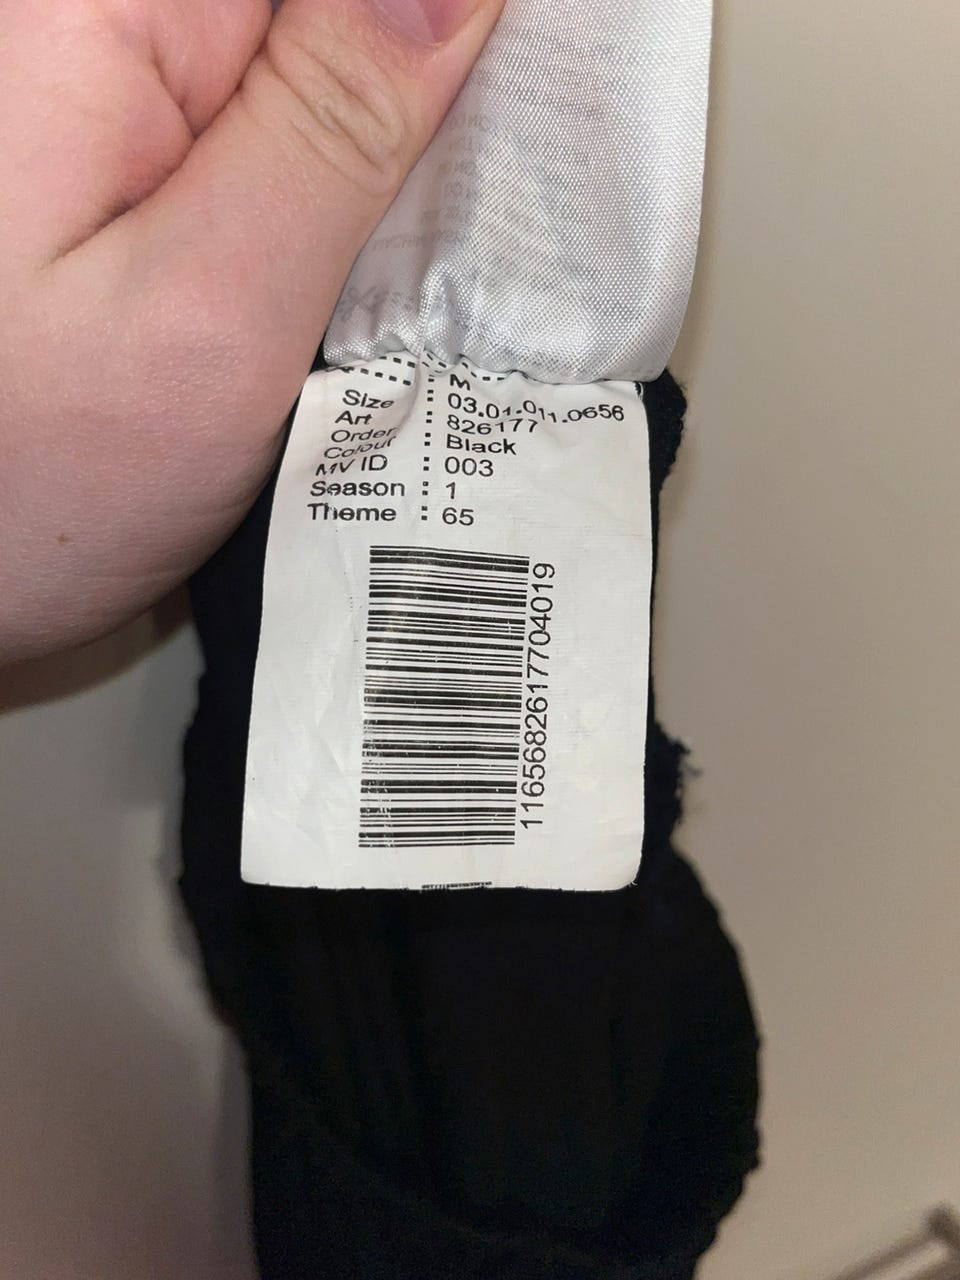 Size : M
Art : 03.01.011.0656
Order : 826177
Colour : Black
MV ID : 003
Season : 1
Theme : 65
1165682617704019